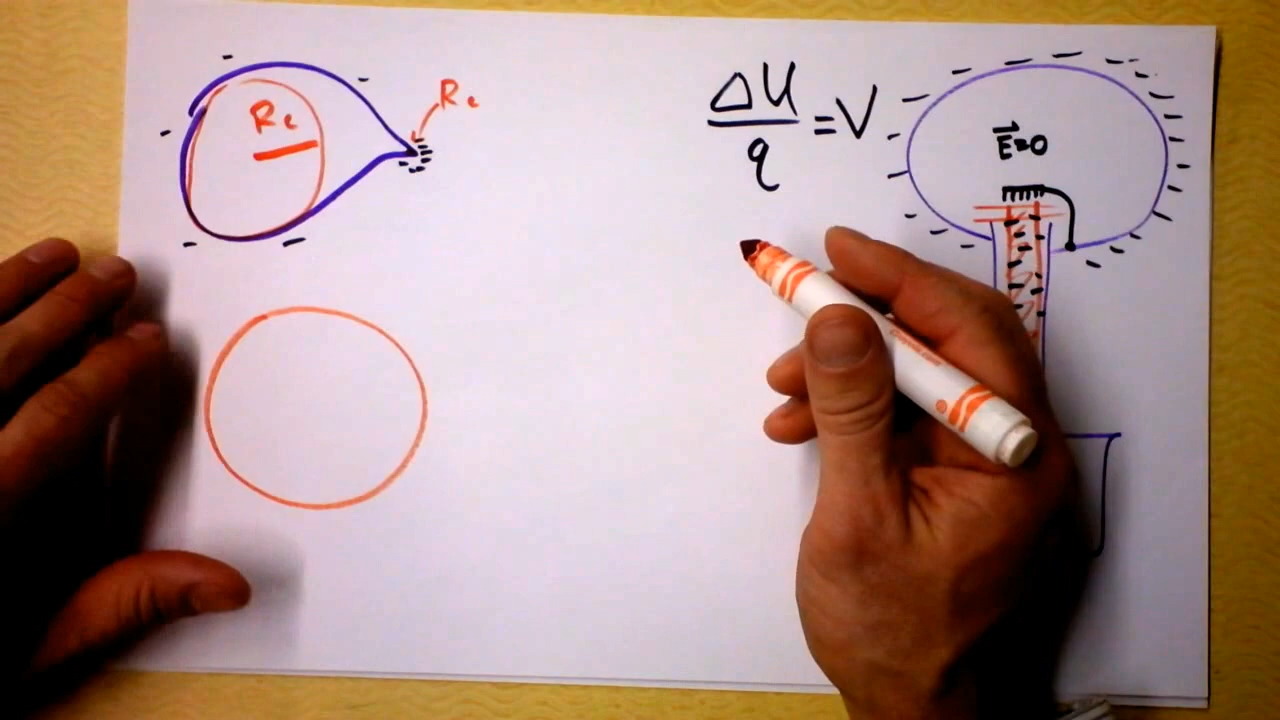 Rc
Rc
ΔU
q
=V
E⃗=0